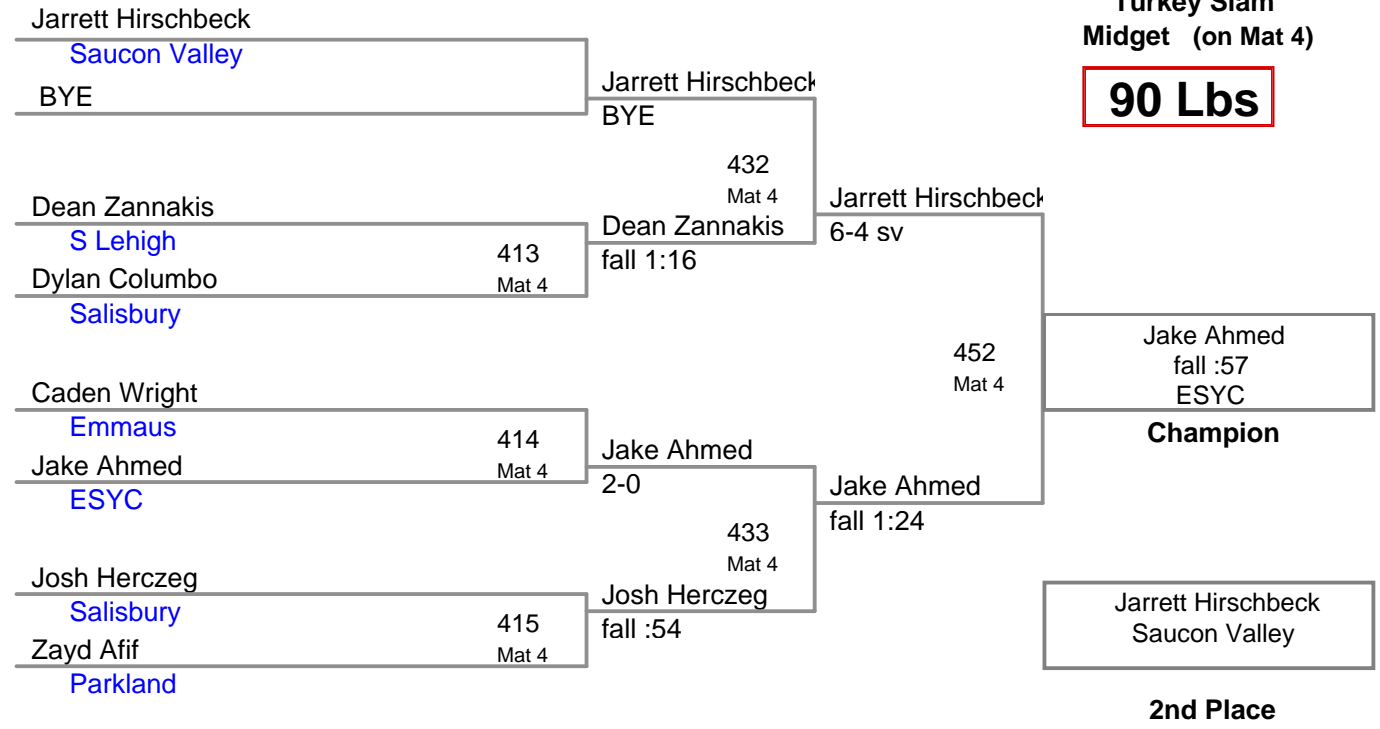 Turkey Slam
Midget (on Mat 4)
90 Lbs
Jarrett Hirschbeck
Saucon Valley
BYE
Dean Zannakis
S Lehigh
Dylan Columbo
Salisbury
413
Mat 4
Caden Wright
Emmaus
Jake Ahmed
ESYC
414
Mat 4
Josh Herczeg
Salisbury
Zayd Afif
Parkland
415
Mat 4
Jarrett Hirschbeck
BYE
432
Mat 4
Dean Zannakis
fall 1:16
Jake Ahmed
2-0
433
Mat 4
Josh Herczeg
fall :54
Jarrett Hirschbeck
6-4 sv
452
Mat 4
Jake Ahmed
fall 1:24
Jake Ahmed
fall :57
ESYC
Champion
Jarrett Hirschbeck
Saucon Valley
2nd Place